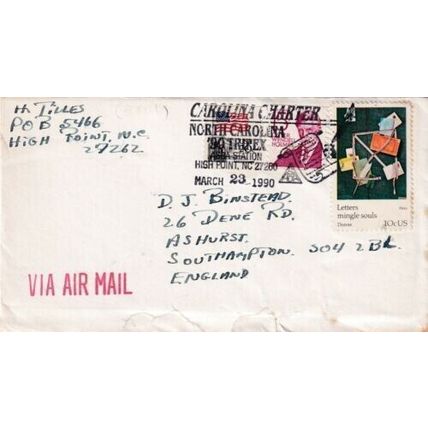 H. TILLES
POB 5466
HIGH POINT, N.C.
27262
CAROLINA CHARTER
NORTH CAROLINA
STATION
HIGH POINT, NC 27260
MARCH 23 1990
Letters
mingle souls
Donne
10c US
D. J. BINSTEAD.
26 DENE RD.
ASHURST.
SOUTHAMPTON. SO4 2BL.
ENGLAND
VIA AIR MAIL